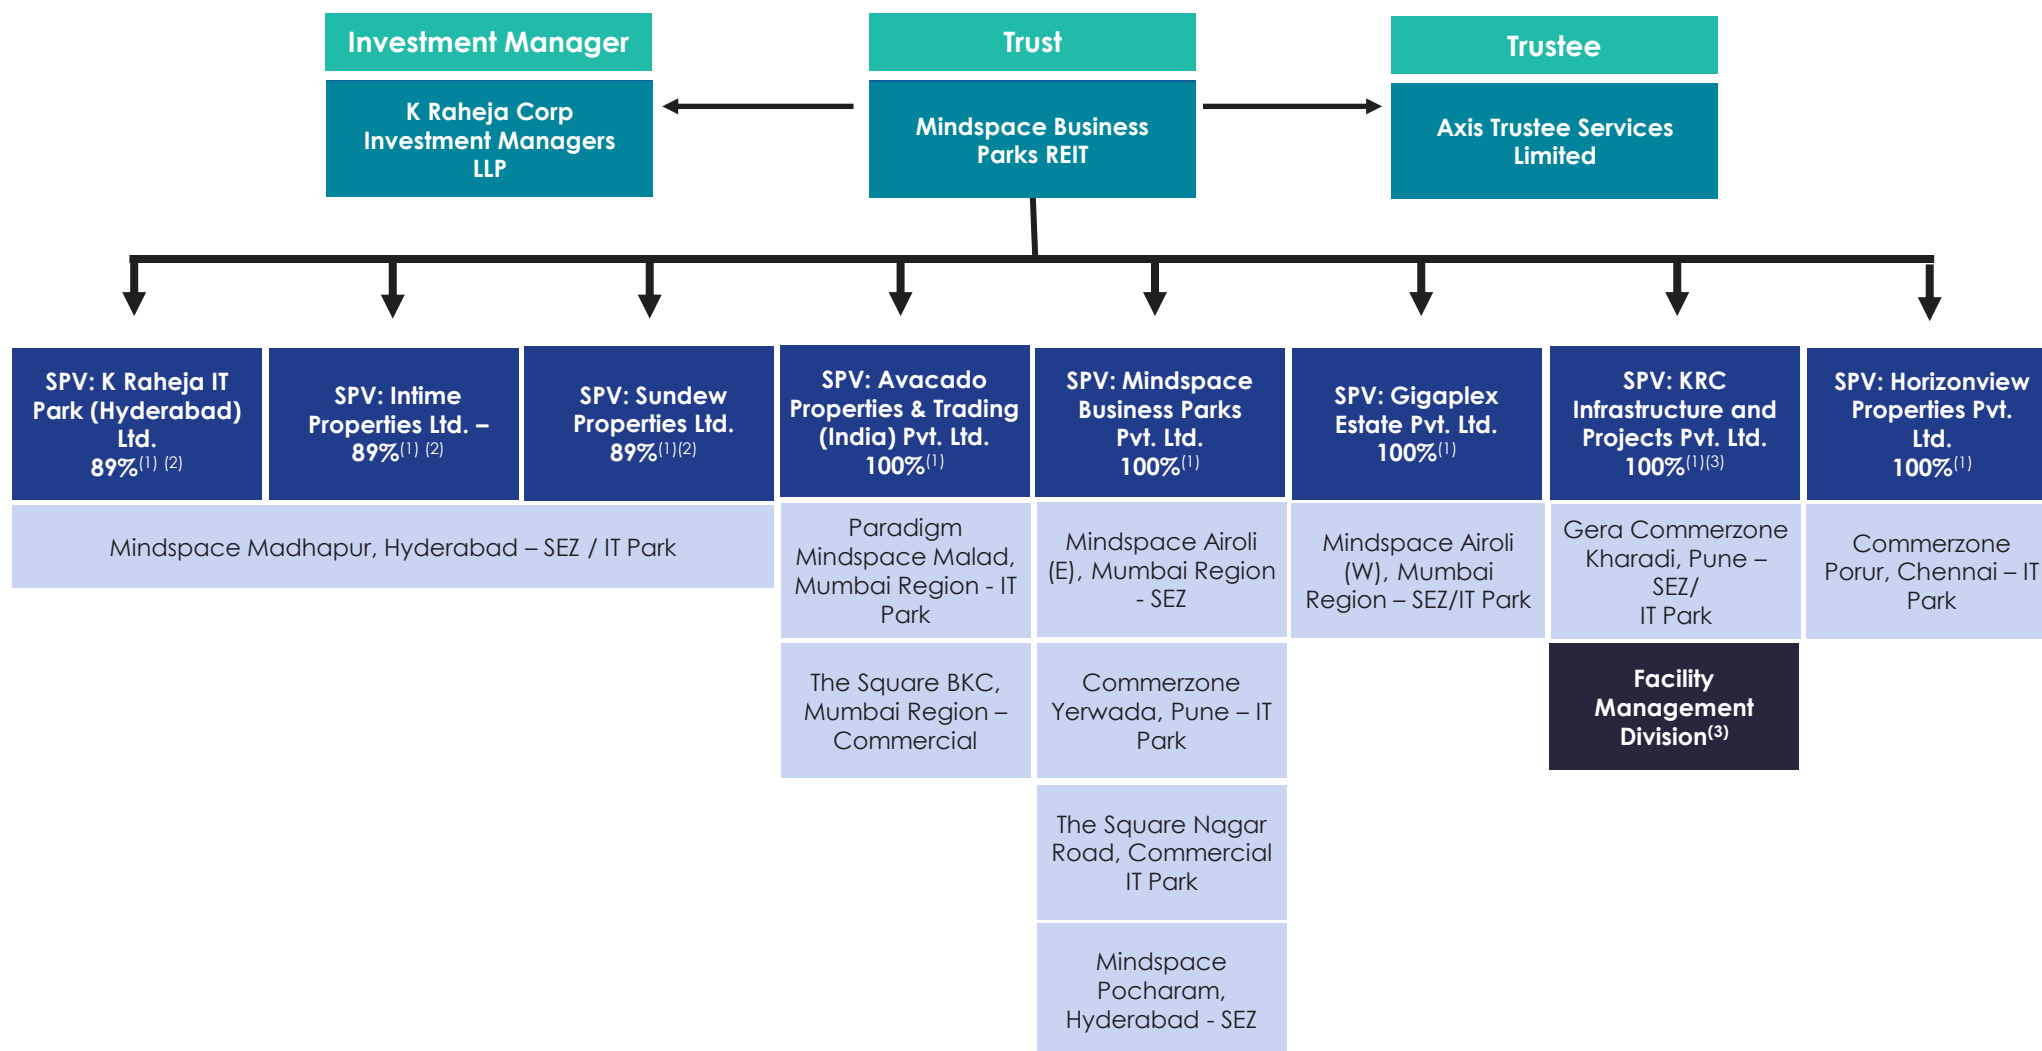 Investment Manager
Trust
Trustee
K Raheja Corp
Investment Managers
LLP
Mindspace Business
Parks REIT
Axis Trustee Services
Limited
SPV: K Raheja IT
Park (Hyderabad)
Ltd.
89%(1) (2)
SPV: Intime
Properties Ltd. –
89%(1) (2)
SPV: Sundew
Properties Ltd.
89%(1)(2)
SPV: Avacado
Properties & Trading
(India) Pvt. Ltd.
100%(1)
SPV: Mindspace
Business Parks
Pvt. Ltd.
100%(1)
SPV: Gigaplex
Estate Pvt. Ltd.
100%(1)
SPV: KRC
Infrastructure and
Projects Pvt. Ltd.
100%(1)(3)
SPV: Horizonview
Properties Pvt.
Ltd.
100%(1)
Mindspace Madhapur, Hyderabad – SEZ / IT Park
Paradigm
Mindspace Malad,
Mumbai Region - IT
Park
Mindspace Airoli
(E), Mumbai Region
- SEZ
Mindspace Airoli
(W), Mumbai
Region – SEZ/IT Park
Gera Commerzone
Kharadi, Pune –
SEZ/
IT Park
Commerzone
Porur, Chennai – IT
Park
The Square BKC,
Mumbai Region –
Commercial
Commerzone
Yerwada, Pune – IT
Park
Facility
Management
Division(3)
The Square Nagar
Road, Commercial
IT Park
Mindspace
Pocharam,
Hyderabad - SEZ